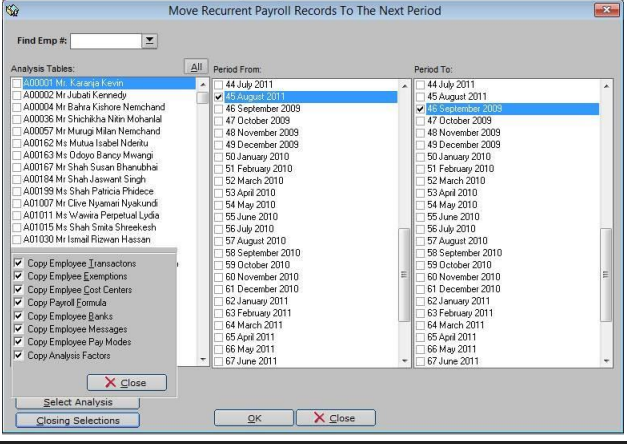 Move Recurrent Payroll Records To The Next Period
Find Emp #:
Analysis Tables:
All
A00001 Mr. Karanja Kevin
A00002 Mr Jubati Kennedy
A00004 Mr Bahra Kishore Nemchand
A00036 Mr Shichikha Nitin Mohanlal
A00057 Mr Murugi Milan Nemchand
A00162 Ms Mutua Isabel Nderitu
A00163 Ms Odoyo Bancy Mwangi
A00167 Mr Shah Susan Bhanubhai
A00184 Mr Shah Jaswant Singh
A00199 Ms Shah Patricia Phidece
A01007 Mr Clive Nyamari Nyakundi
A01011 Ms Wawira Perpetual Lydia
A01015 Ms Shah Smita Shreekesh
A01030 Mr Ismail Rizwan Hassan
Copy Employee Transactons
Copy Emplyee Exemptions
Copy Emplyee Cost Centers
Copy Payroll Formula
Copy Employee Banks
Copy Employee Messages
Copy Employee Pay Modes
Copy Analysis Factors
Close
Select Analysis
Closing Selections
Period From:
44 July 2011
45 August 2011
46 September 2009
47 October 2009
48 November 2009
49 December 2009
50 January 2010
51 February 2010
52 March 2010
53 April 2010
54 May 2010
55 June 2010
56 July 2010
57 August 2010
58 September 2010
59 October 2010
60 November 2010
61 December 2010
62 January 2011
63 February 2011
64 March 2011
65 April 2011
66 May 2011
67 June 2011
Period To:
44 July 2011
45 August 2011
46 September 2009
47 October 2009
48 November 2009
49 December 2009
50 January 2010
51 February 2010
52 March 2010
53 April 2010
54 May 2010
55 June 2010
56 July 2010
57 August 2010
58 September 2010
59 October 2010
60 November 2010
61 December 2010
62 January 2011
63 February 2011
64 March 2011
65 April 2011
66 May 2011
67 June 2011
OK
Close